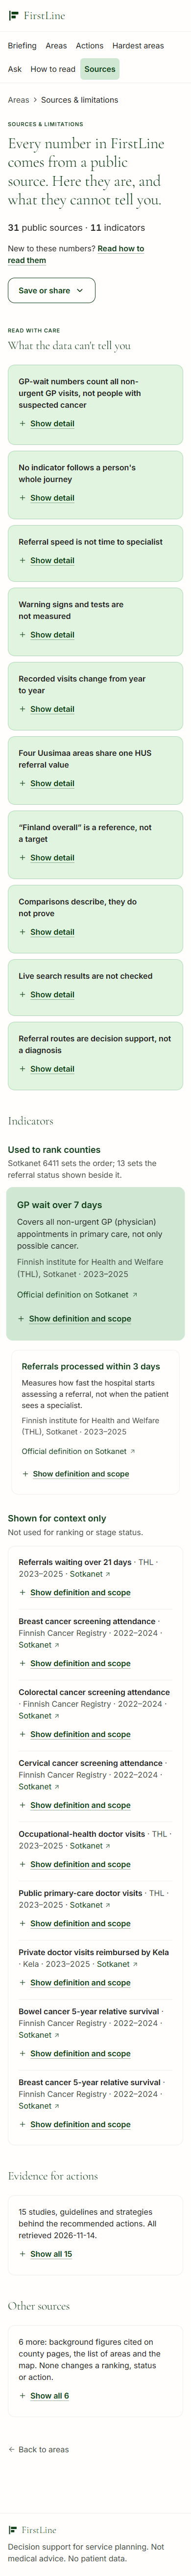 FirstLine
Briefing Areas Actions Hardest areas
Ask How to read Sources
Areas > Sources & limitations
SOURCES & LIMITATIONS
Every number in FirstLine
comes from a public
source. Here they are, and
what they cannot tell you.
31 public sources · 11 indicators
New to these numbers? Read how to
read them
Save or share
READ WITH CARE
What the data can't tell you
GP-wait numbers count all non-
urgent GP visits, not people with
suspected cancer
+ Show detail
No indicator follows a person's
whole journey
+ Show detail
Referral speed is not time to specialist
+ Show detail
Warning signs and tests are
not measured
+ Show detail
Recorded visits change from year
to year
+ Show detail
Four Uusimaa areas share one HUS
referral value
+ Show detail
“Finland overall” is a reference, not
a target
+ Show detail
Comparisons describe, they do
not prove
+ Show detail
Live search results are not checked
+ Show detail
Referral routes are decision support, not
a diagnosis
+ Show detail
Indicators
Used to rank counties
Sotkanet 6411 sets the order; 13 sets the
referral status shown beside it.
GP wait over 7 days
Covers all non-urgent GP (physician)
appointments in primary care, not only
possible cancer.
Finnish institute for Health and Welfare
(THL), Sotkanet · 2023–2025
Official definition on Sotkanet ↗
+ Show definition and scope
Referrals processed within 3 days
Measures how fast the hospital starts
assessing a referral, not when the patient
sees a specialist.
Finnish institute for Health and Welfare
(THL), Sotkanet · 2023–2025
Official definition on Sotkanet ↗
+ Show definition and scope
Shown for context only
Not used for ranking or stage status.
Referrals waiting over 21 days · THL ·
2023–2025 · Sotkanet ↗
+ Show definition and scope
Breast cancer screening attendance ·
Finnish Cancer Registry · 2022–2024 ·
Sotkanet ↗
+ Show definition and scope
Colorectal cancer screening attendance
· Finnish Cancer Registry · 2022–2024 ·
Sotkanet ↗
+ Show definition and scope
Cervical cancer screening attendance ·
Finnish Cancer Registry · 2022–2024 ·
Sotkanet ↗
+ Show definition and scope
Occupational-health doctor visits · THL ·
2023–2025 · Sotkanet ↗
+ Show definition and scope
Public primary-care doctor visits · THL ·
2023–2025 · Sotkanet ↗
+ Show definition and scope
Private doctor visits reimbursed by Kela
· Kela · 2023–2025 · Sotkanet ↗
+ Show definition and scope
Bowel cancer 5-year relative survival ·
Finnish Cancer Registry · 2022–2024 ·
Sotkanet ↗
+ Show definition and scope
Breast cancer 5-year relative survival ·
Finnish Cancer Registry · 2022–2024 ·
Sotkanet ↗
+ Show definition and scope
Evidence for actions
15 studies, guidelines and strategies
behind the recommended actions. All
retrieved 2026-11-14.
+ Show all 15
Other sources
6 more: background figures cited on
county pages, the list of areas and the
map. None changes a ranking, status
or action.
+ Show all 6
← Back to areas
FirstLine
Decision support for service planning. Not
medical advice. No patient data.